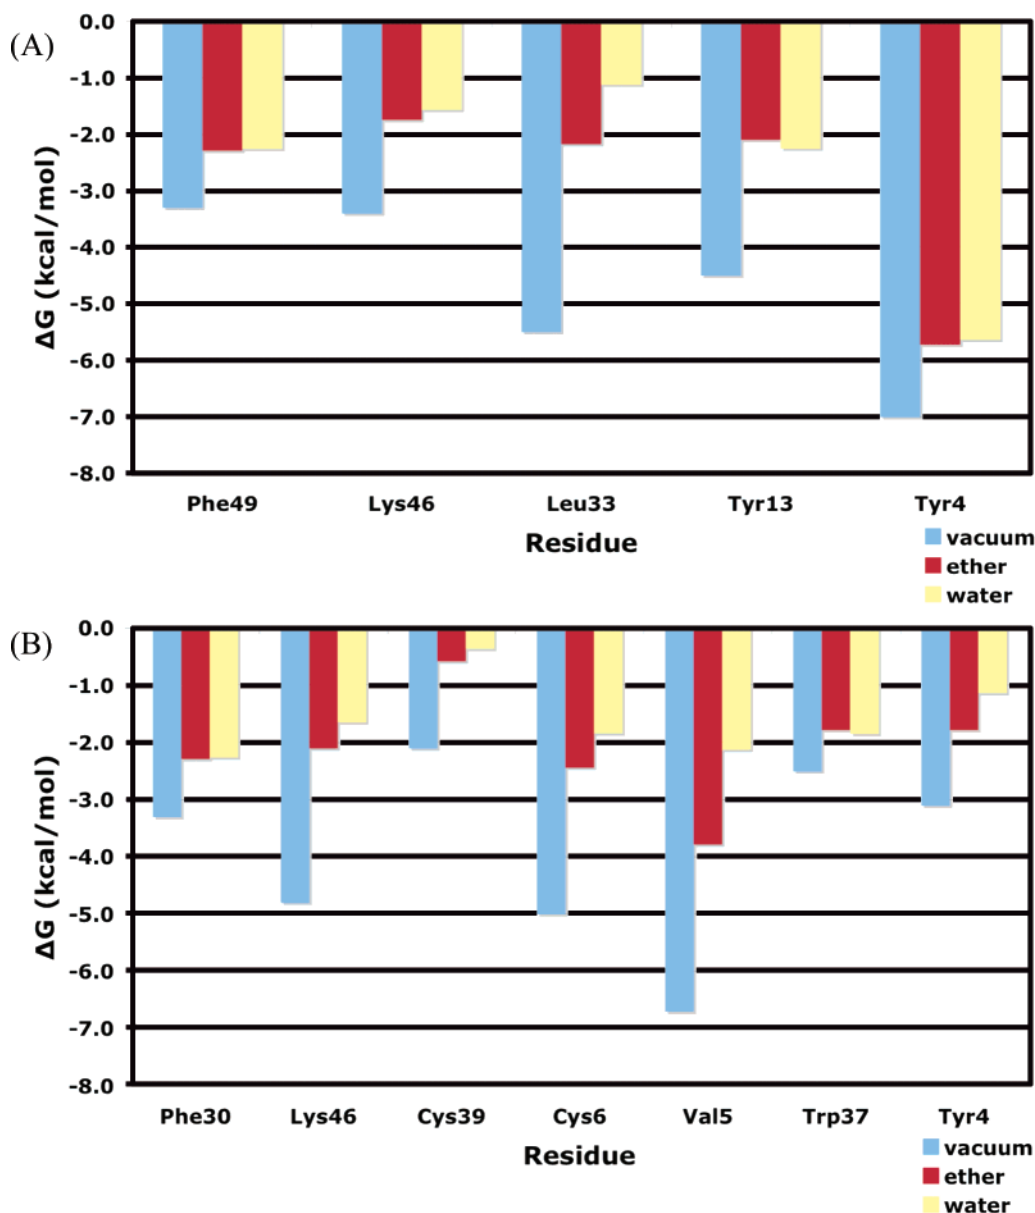 (A)
0.0
-1.0
-2.0
-3.0
-4.0
-5.0
-6.0
-7.0
-8.0
ΔG (kcal/mol)
Phe49 Lys46 Leu33 Tyr13 Tyr4
Residue
vacuum
ether
water
(B)
0.0
-1.0
-2.0
-3.0
-4.0
-5.0
-6.0
-7.0
-8.0
ΔG (kcal/mol)
Phe30 Lys46 Cys39 Cys6 Val5 Trp37 Tyr4
Residue
vacuum
ether
water